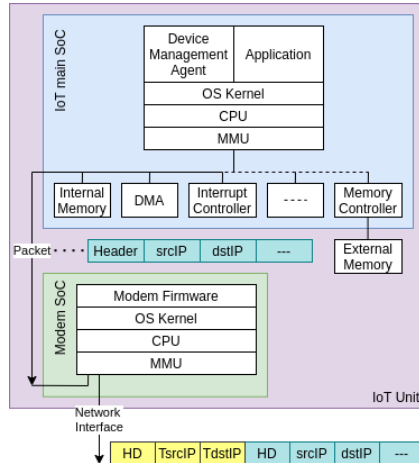 IoT main SoC
Device
Management
Agent
Application
OS Kernel
CPU
MMU
Internal
Memory
DMA
Interrupt
Controller
----
Memory
Controller
Packet
Header
srcIP
dstIP
---
External
Memory
Modem SoC
Modem Firmware
OS Kernel
CPU
MMU
IoT Unit
Network
Interface
HD
TsrcIP
TdstIP
HD
srcIP
dstIP
---